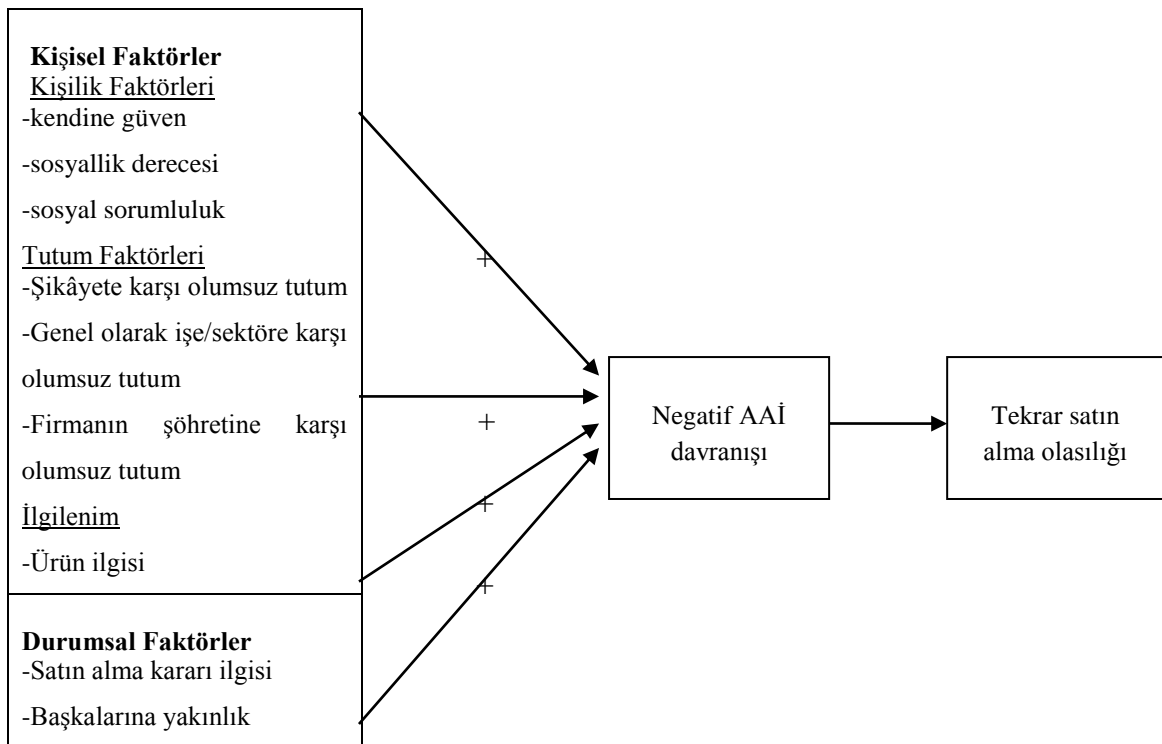 Kişisel Faktörler
Kişilik Faktörleri
-kendine güven
-sosyallik derecesi
-sosyal sorumluluk
Tutum Faktörleri
-Şikâyete karşı olumsuz tutum
-Genel olarak işe/sektöre karşı
olumsuz tutum
-Firmanın şöhretine karşı
olumsuz tutum
İlgilenim
-Ürün ilgisi
Durumsal Faktörler
-Satın alma kararı ilgisi
-Başkalarına yakınlık
+
+
+
+
Negatif AAİ
davranışı
Tekrar satın
alma olasılığı